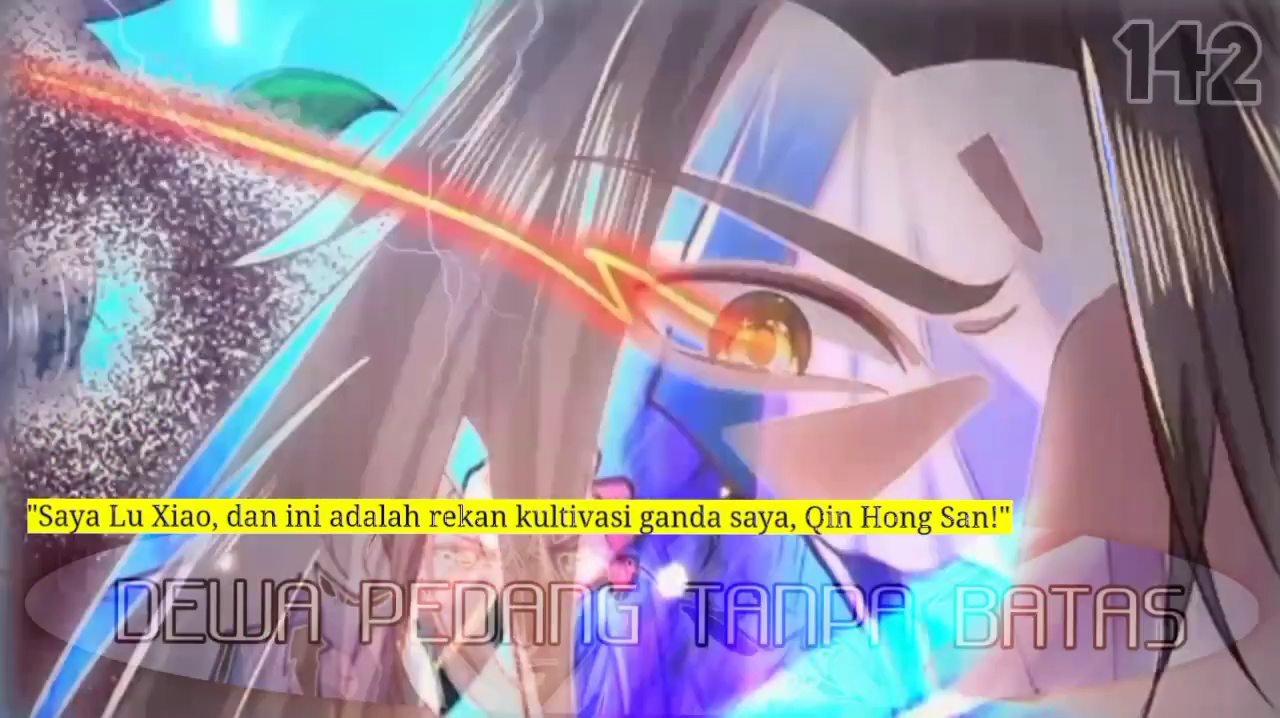 142
"Saya Lu Xiao, dan ini adalah rekan kultivasi ganda saya, Qin Hong San!"
DEWA PEDANG TANPA BATAS